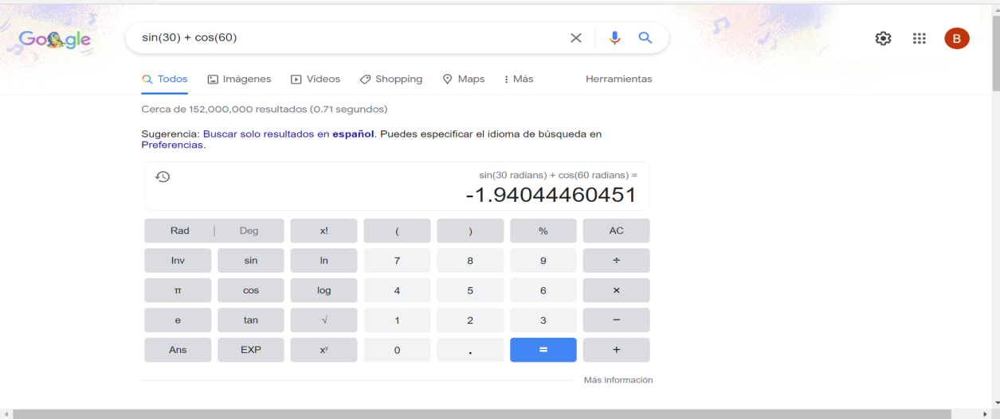 Google
sin(30) + cos(60)
B
Todos Imágenes Videos Shopping Maps Más Herramientas
Cerca de 152,000,000 resultados (0.71 segundos)
Sugerencia: Buscar solo resultados en español. Puedes especificar el idioma de búsqueda en
Preferencias.
sin(30 radians) + cos(60 radians) =
-1.94044460451
Rad | Deg x! ( ) % AC
Inv sin ln 7 8 9 ÷
π cos log 4 5 6 ×
e tan √ 1 2 3 −
Ans EXP xʸ 0 . = +
Más información